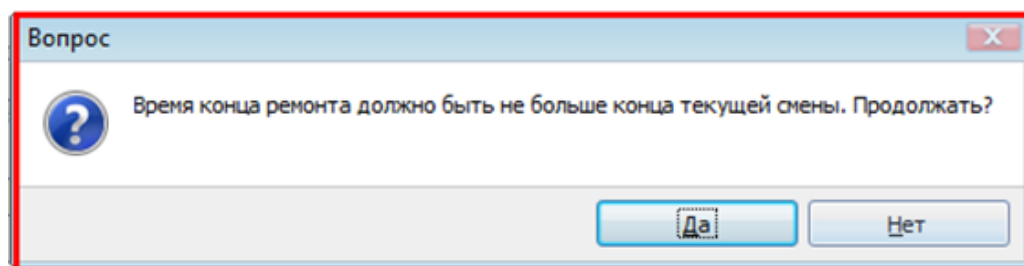 Вопрос
Время конца ремонта должно быть не больше конца текущей смены. Продолжать?
Да
Нет